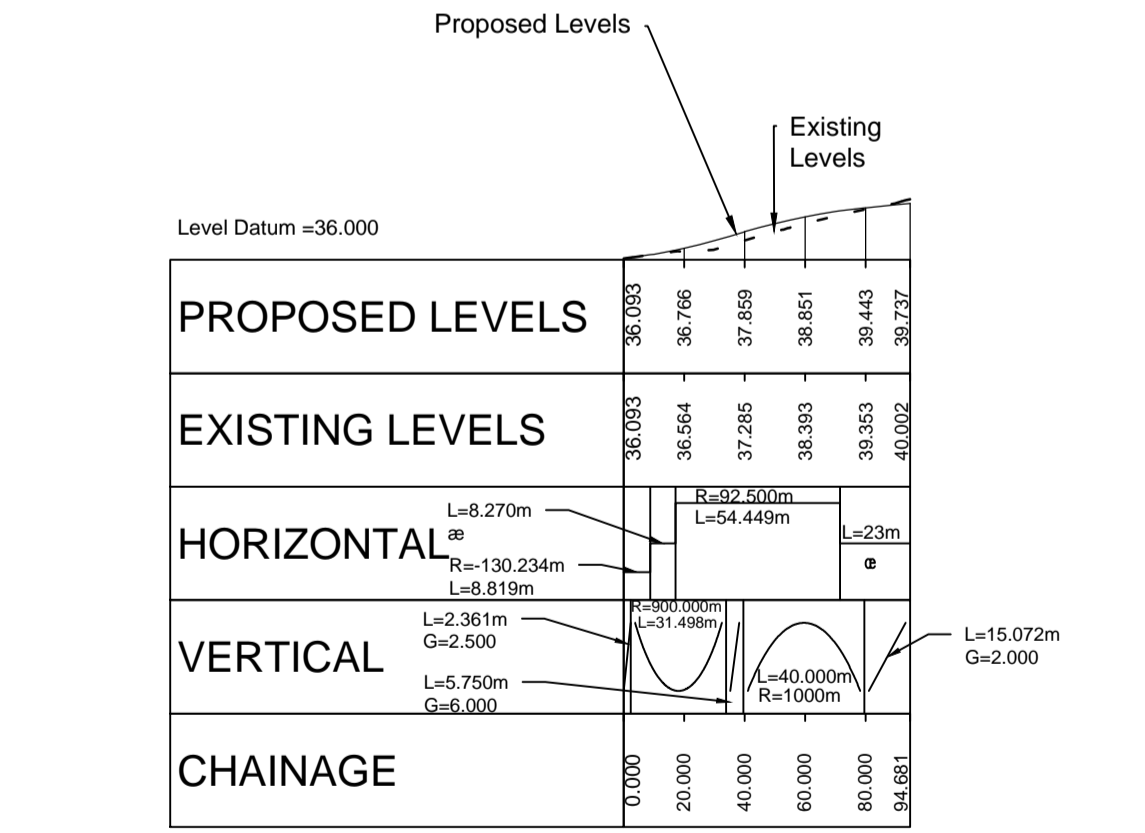 Proposed Levels
Existing
Levels
Level Datum =36.000
PROPOSED LEVELS
36.093
36.766
37.859
38.851
39.443
39.737
EXISTING LEVELS
36.093
36.564
37.285
38.393
39.353
40.002
HORIZONTAL
L=8.270m
æ
R=-130.234m
L=8.819m
R=92.500m
L=54.449m
L=23m
œ
VERTICAL
L=2.361m
G=2.500
L=5.750m
G=6.000
R=900.000m
L=31.498m
L=40.000m
R=1000m
L=15.072m
G=2.000
CHAINAGE
0.000
20.000
40.000
60.000
80.000
94.681